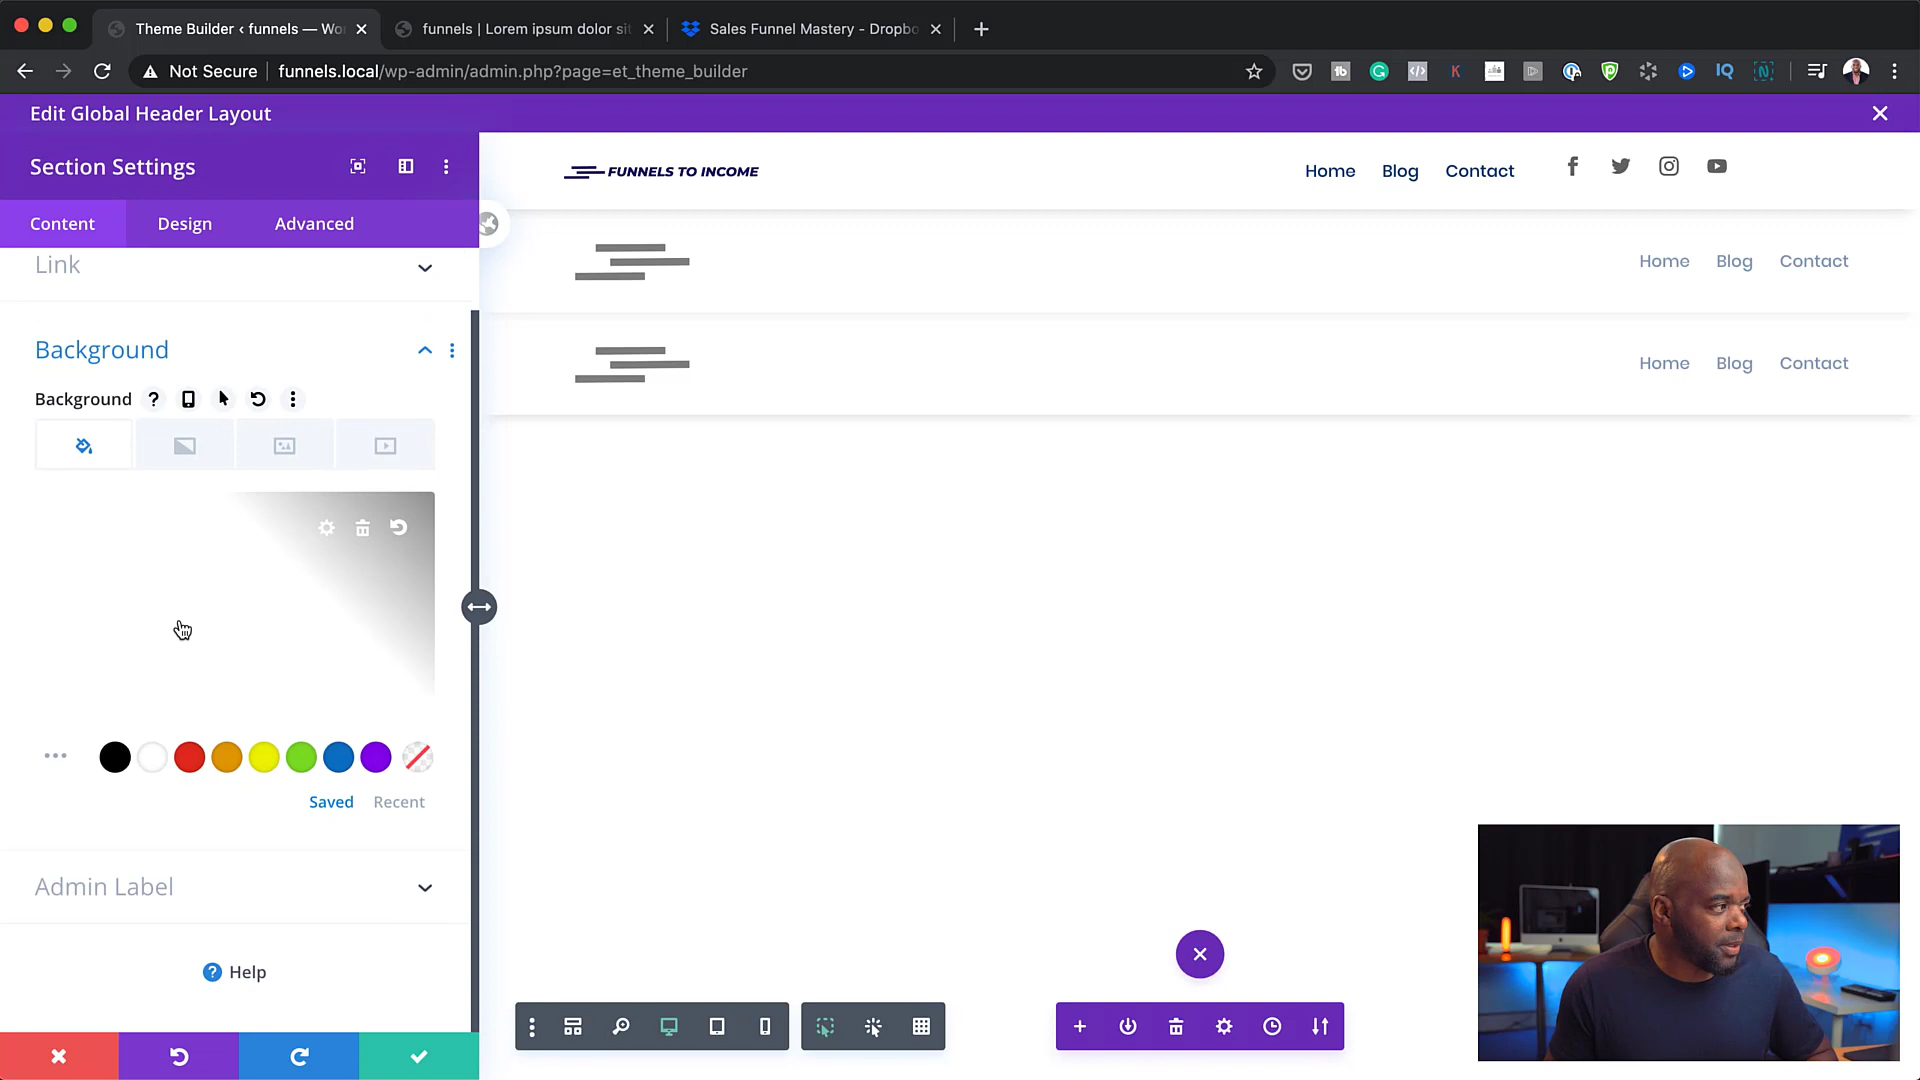 Theme Builder ‹ funnels — Wo
funnels | Lorem ipsum dolor sit
Sales Funnel Mastery - Dropbo
Not Secure
funnels.local/wp-admin/admin.php?page=et_theme_builder
Edit Global Header Layout
Section Settings
Content
Design
Advanced
FUNNELS TO INCOME
Home
Blog
Contact
Link
Home
Blog
Contact
Background
Background
Home
Blog
Contact
Saved
Recent
Admin Label
Help